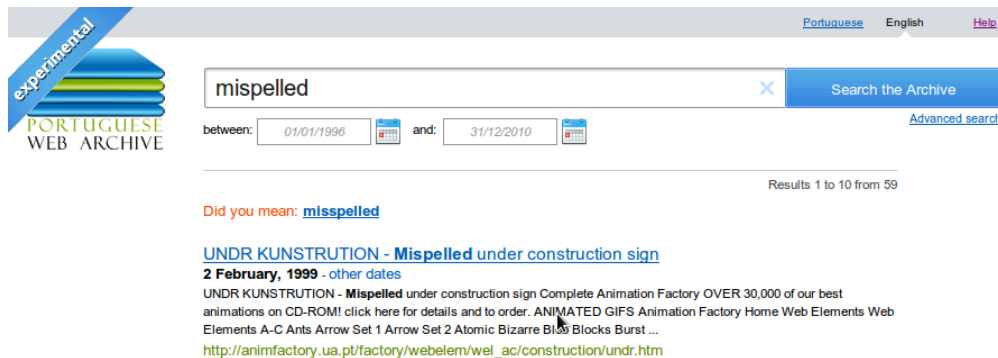 Portuguese English Help
experimental
mispelled × Search the Archive
PORTUGUESE
WEB ARCHIVE
between: 01/01/1996 and: 31/12/2010 Advanced search
Results 1 to 10 from 59
Did you mean: misspelled
UNDR KUNSTRUTION - Mispelled under construction sign
2 February, 1999 - other dates
UNDR KUNSTRUTION - Mispelled under construction sign Complete Animation Factory OVER 30,000 of our best
animations on CD-ROM! click here for details and to order. ANIMATED GIFS Animation Factory Home Web Elements Web
Elements A-C Ants Arrow Set 1 Arrow Set 2 Atomic Bizarre Blob Blocks Burst ...
http://animfactory.ua.pt/factory/webelem/wel_ac/construction/undr.htm